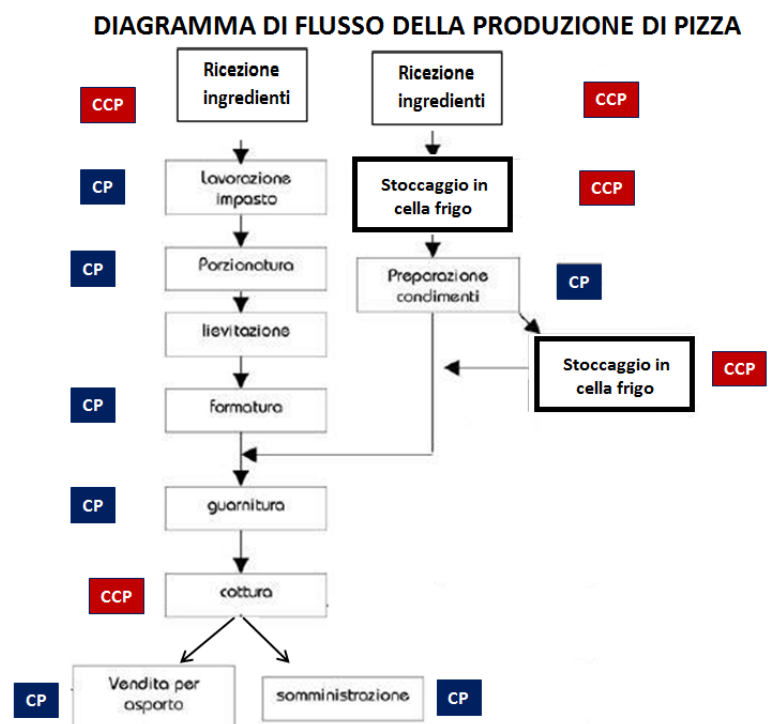 DIAGRAMMA DI FLUSSO DELLA PRODUZIONE DI PIZZA
Ricezione
ingredienti
CCP
Ricezione
ingredienti
CCP
CP
lavorazione
impasto
Stoccaggio in
cella frigo
CCP
CP
Porzionatura
Preparazione
condimenti
CP
lievitazione
Stoccaggio in
cella frigo
CCP
CP
formatura
CP
guarnitura
CCP
cottura
CP
Vendita per
asporto
somministrazione
CP